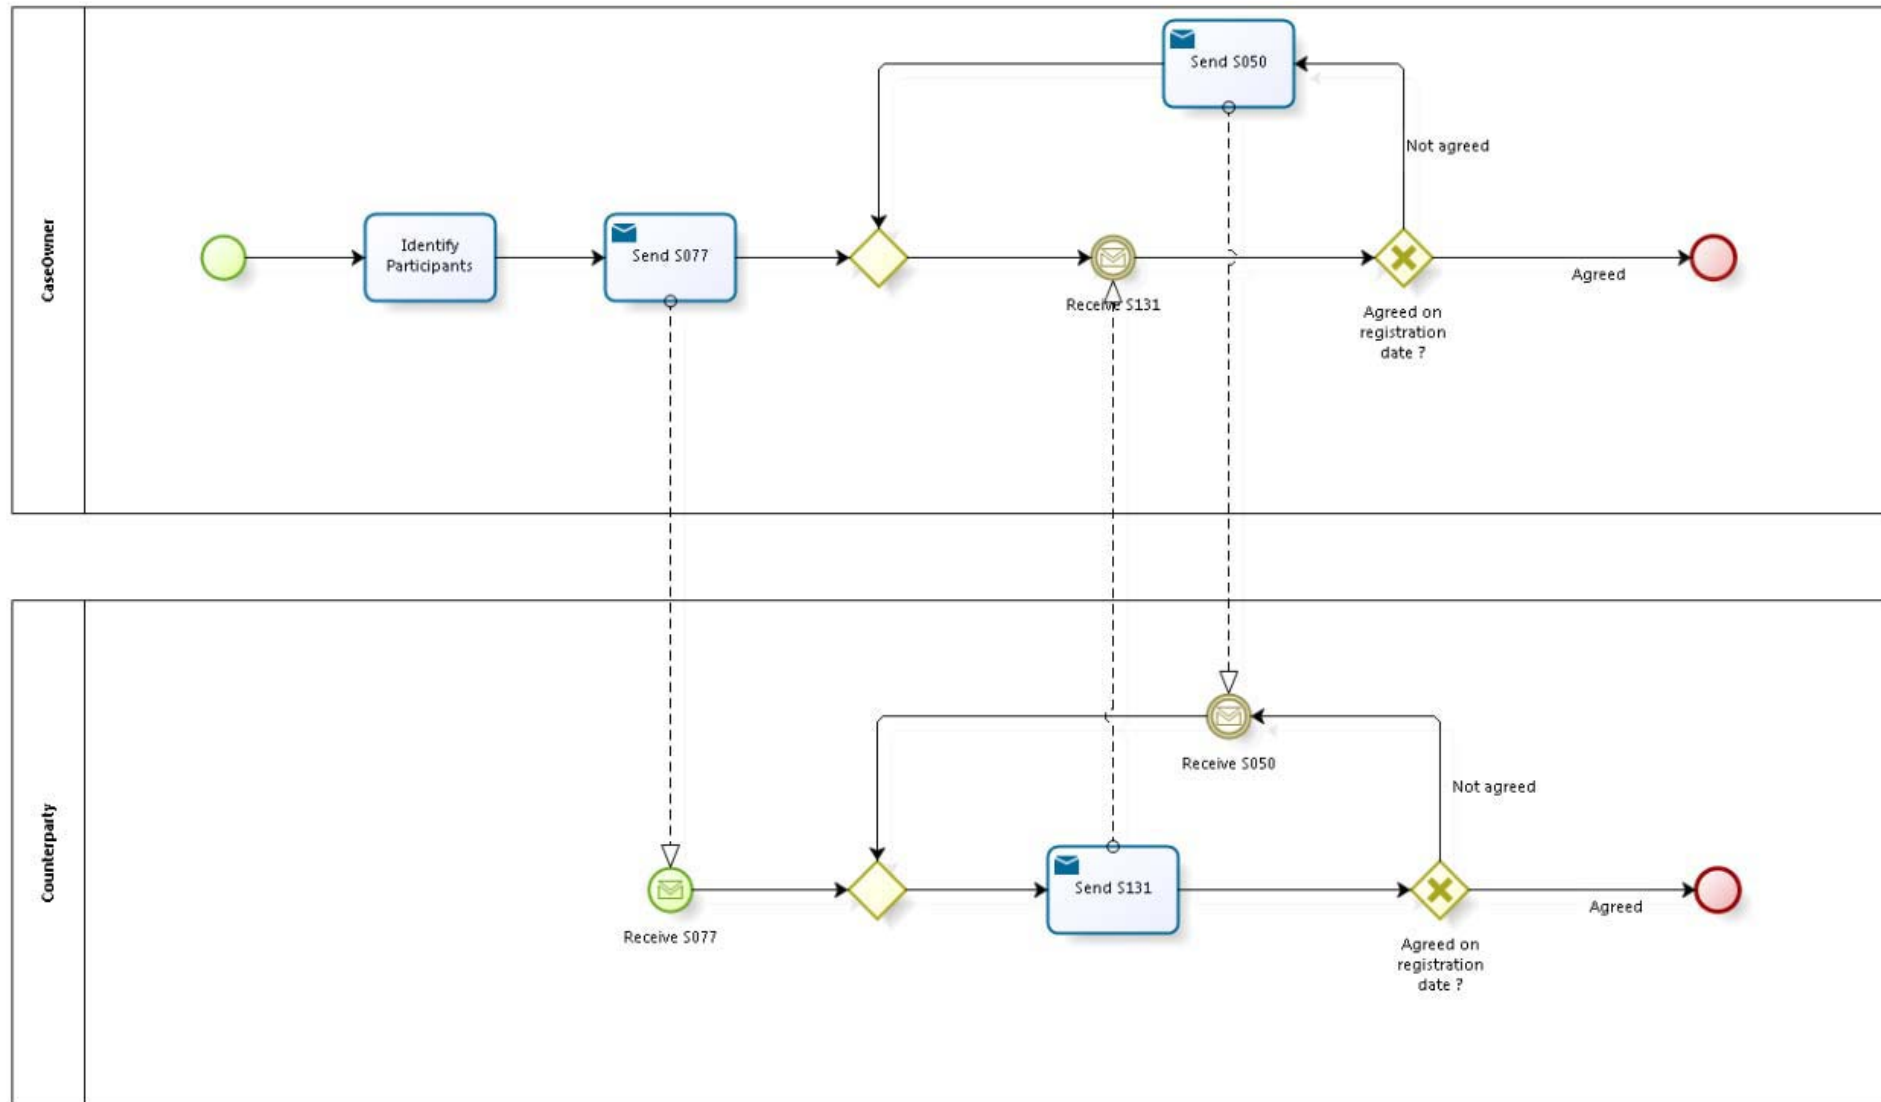 CaseOwner
Send S050
Not agreed
Identify
Participants
Send S077
Receive S131
Agreed
Agreed on
registration
date ?
Counterparty
Receive S050
Not agreed
Receive S077
Send S131
Agreed
Agreed on
registration
date ?